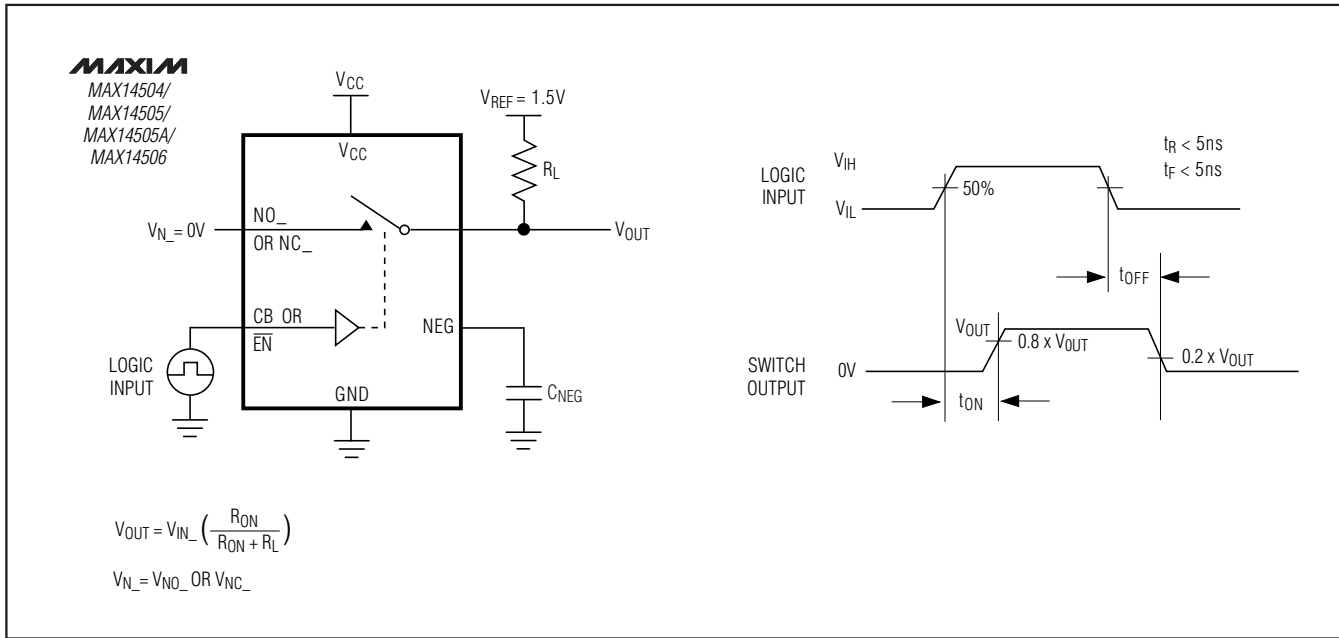 MAXIM
MAX14504/
MAX14505/
MAX14505A/
MAX14506
VCC
VCC
VREF = 1.5V
RL
VN_= 0V
NO_
OR NC_
VOUT
CB OR
EN
NEG
LOGIC
INPUT
GND
CNEG
VOUT = VIN_ ( RON / RON + RL )
VN_= VNO_ OR VNC_
LOGIC
INPUT
VIH
VIL
50%
tR < 5ns
tF < 5ns
tOFF
SWITCH
OUTPUT
VOUT
0V
0.8 x VOUT
0.2 x VOUT
tON